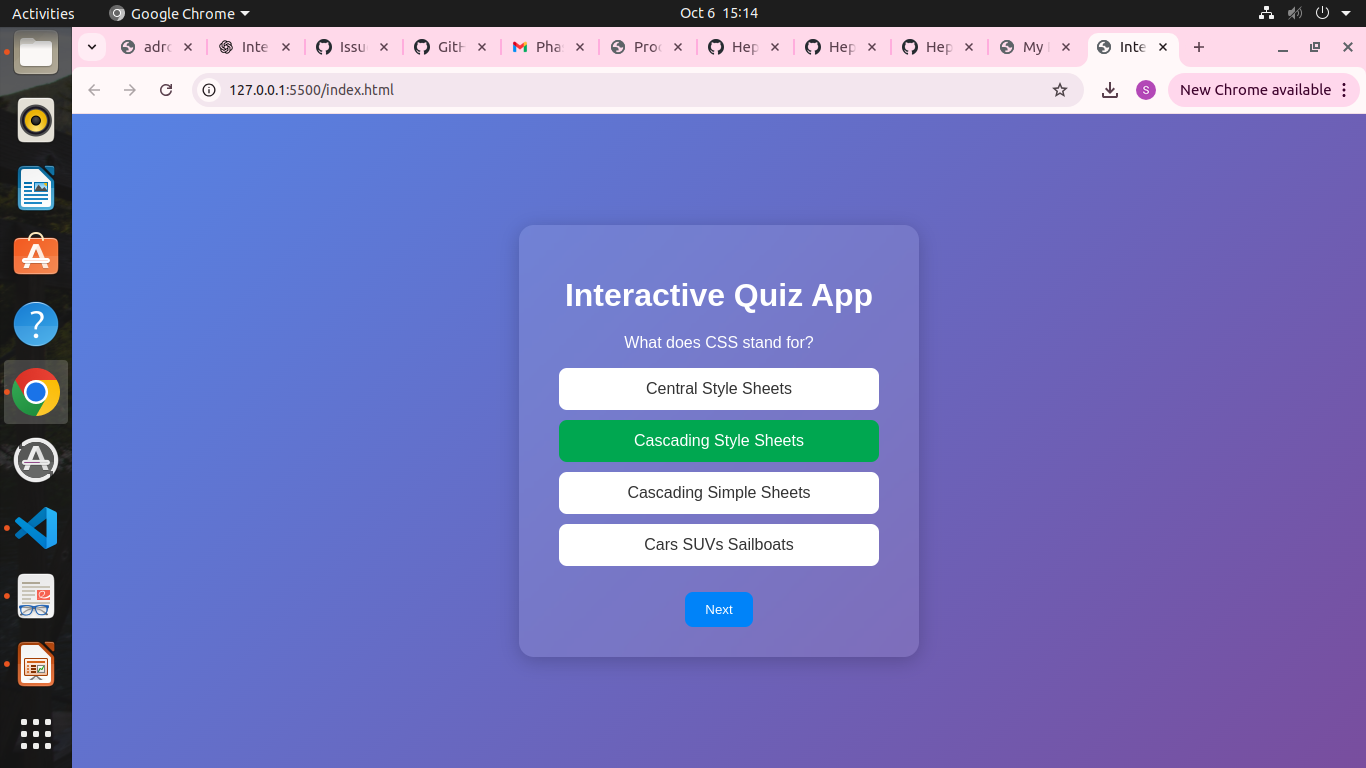 Activities
Google Chrome
Oct 6 15:14
adro
Inte
Issu
GitH
Phas
Proc
Hep
Hep
Hep
My
Inte
127.0.0.1:5500/index.html
S
New Chrome available
Interactive Quiz App
What does CSS stand for?
Central Style Sheets
Cascading Style Sheets
Cascading Simple Sheets
Cars SUVs Sailboats
Next